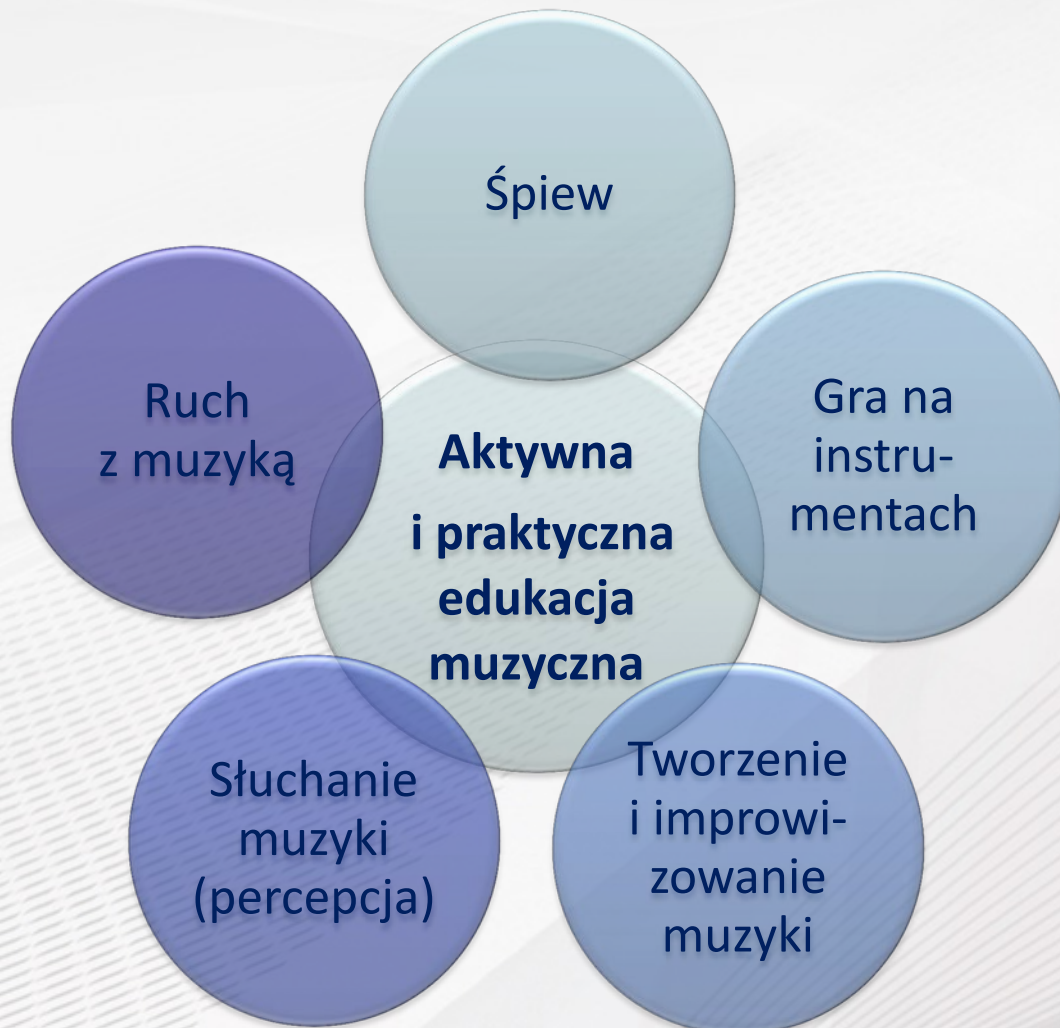 Śpiew
Gra na
instru-
mentach
Tworzenie
i improwi-
zowanie
muzyki
Słuchanie
muzyki
(percepcja)
Ruch
z muzyką
Aktywna
i praktyczna
edukacja
muzyczna